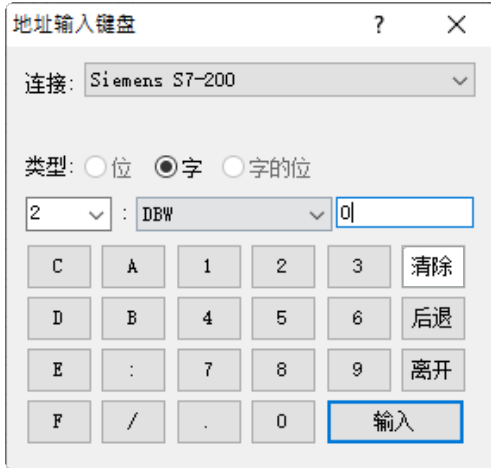 地址输入键盘 ? ×
连接: Siemens S7-200
类型: 位 字 字的位
2 : DBW 0
C A 1 2 3 清除
D B 4 5 6 后退
E : 7 8 9 离开
F / . 0 输入